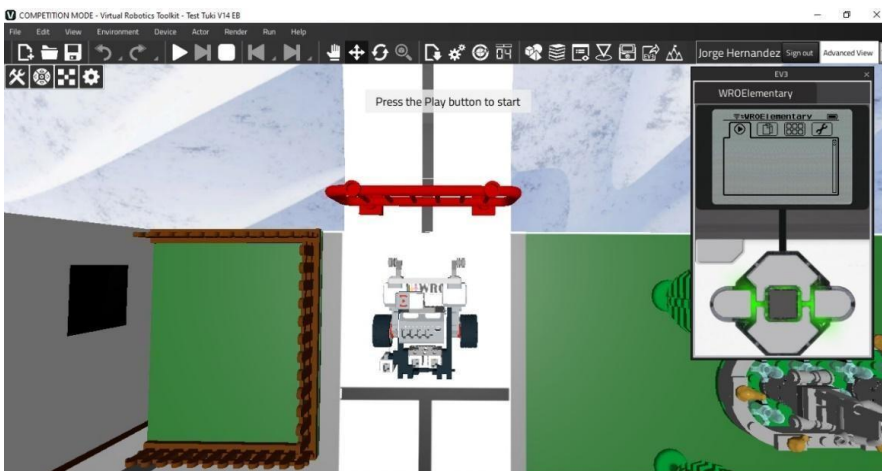 COMPETITION MODE - Virtual Robotics Toolkit - Test Tuki V14 EB
File Edit View Environment Device Actor Render Run Help
Jorge Hernandez Sign out Advanced View
EV3
Press the Play button to start
WROElementary
WROElementary
WRO